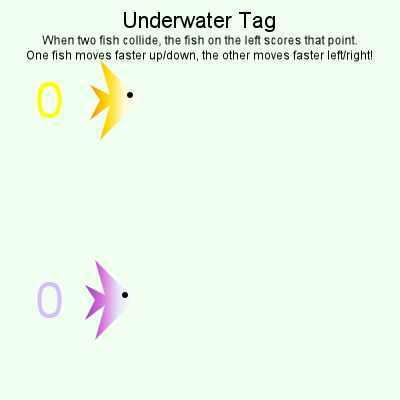 Underwater Tag
When two fish collide, the fish on the left scores that point.
One fish moves faster up/down, the other moves faster left/right!
0
0